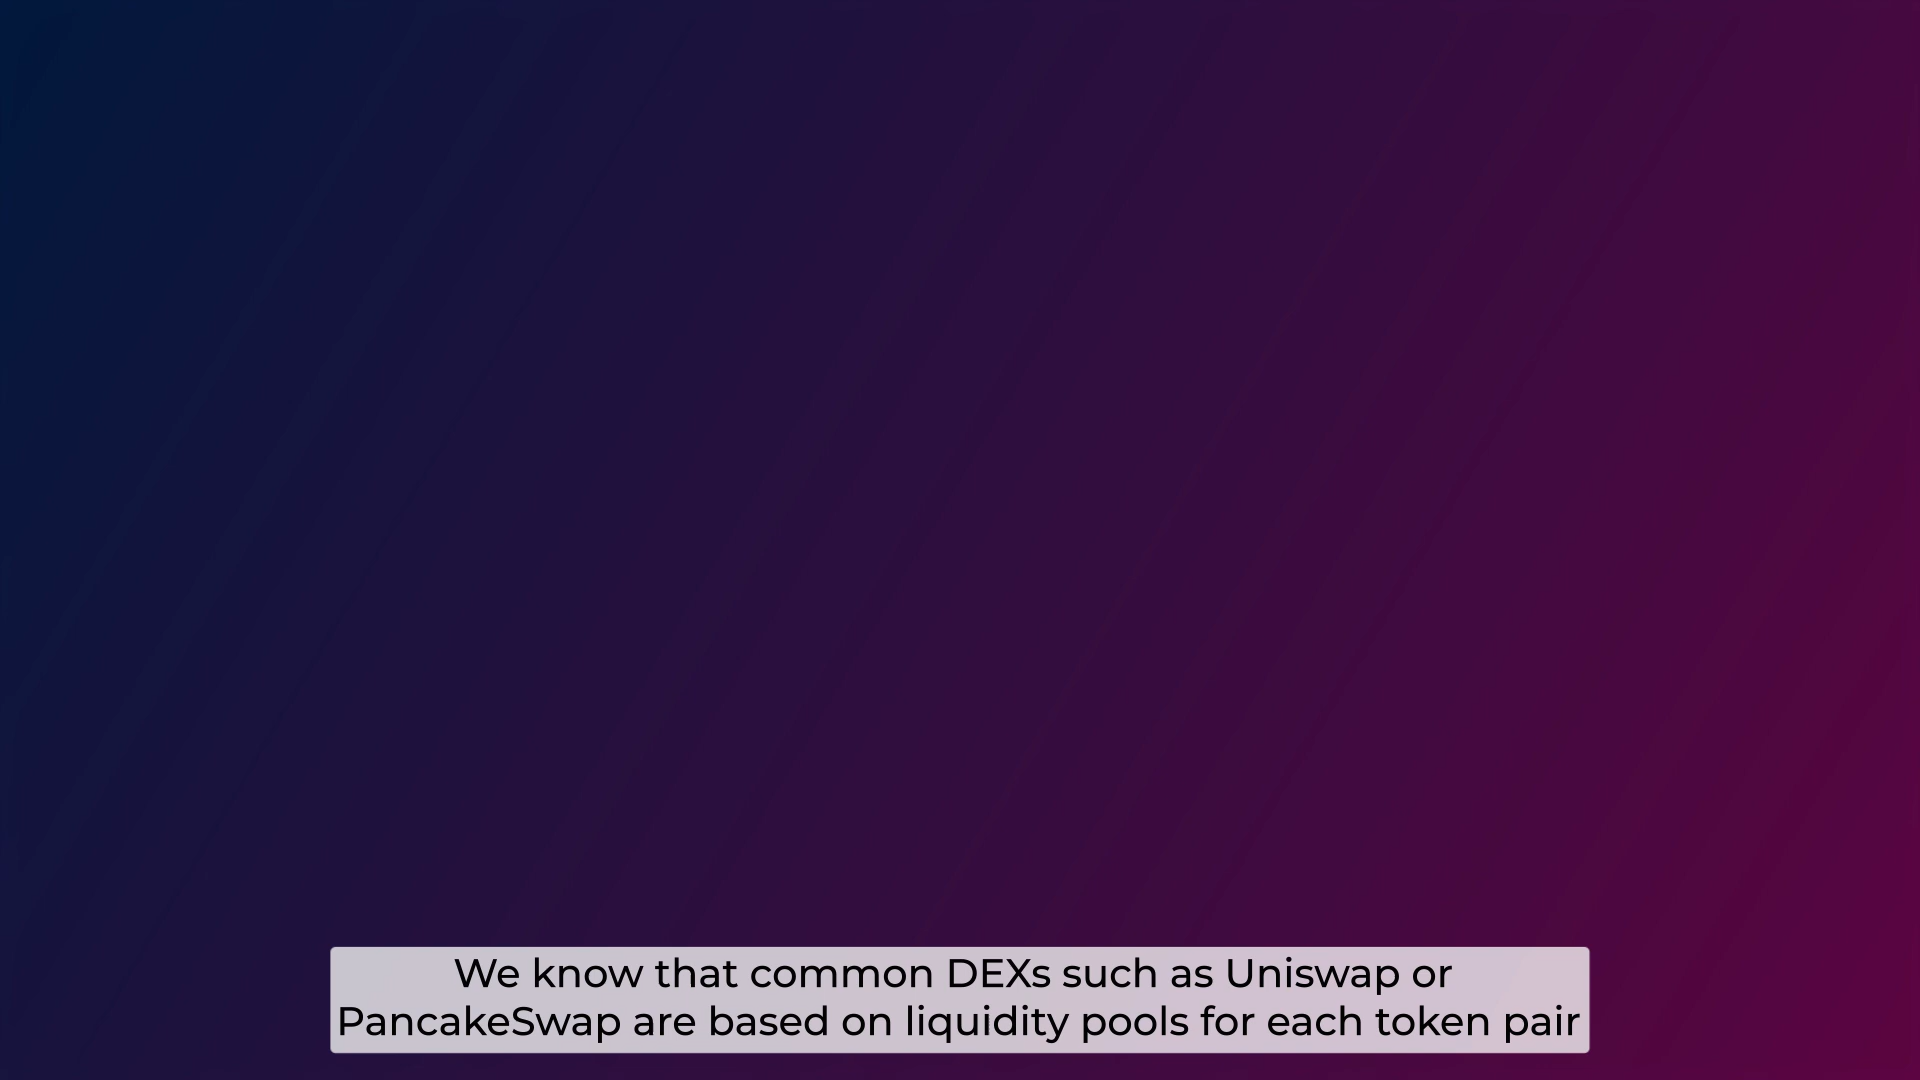 We know that common DEXs such as Uniswap or
PancakeSwap are based on liquidity pools for each token pair